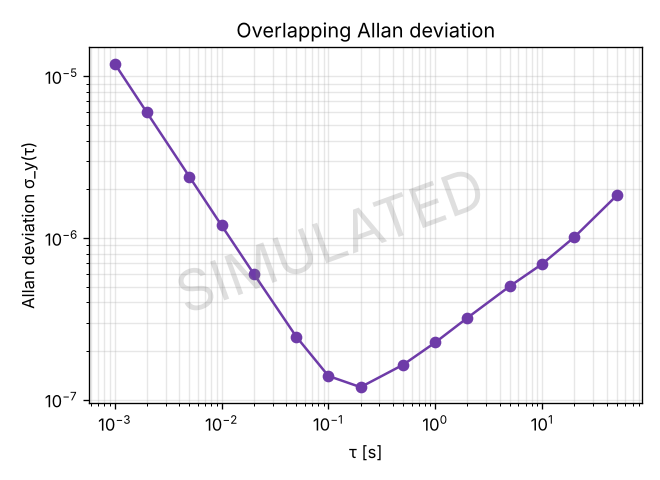 Overlapping Allan deviation
Allan deviation σ_y(τ)
10⁻⁵
10⁻⁶
10⁻⁷
SIMULATED
10⁻³
10⁻²
10⁻¹
10⁰
10¹
τ [s]